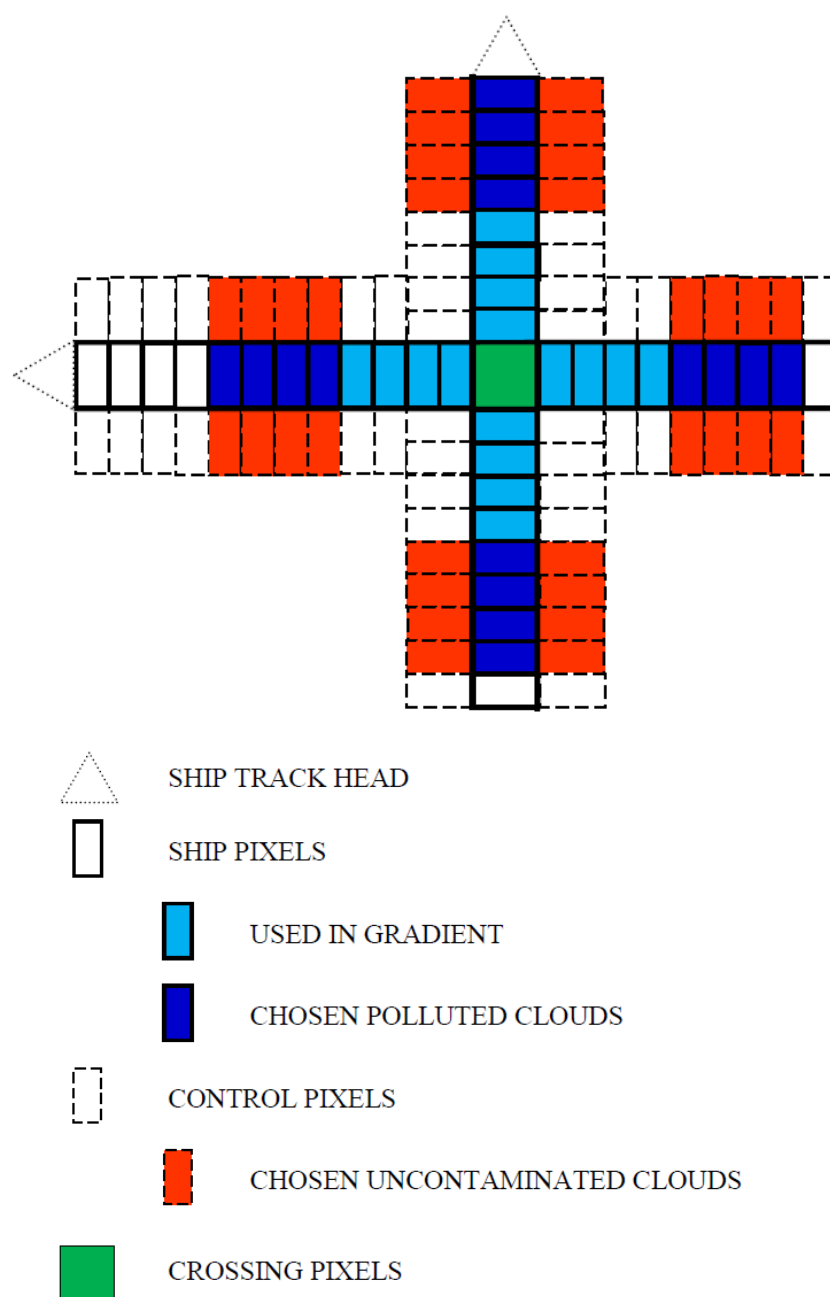 SHIP TRACK HEAD
SHIP PIXELS
USED IN GRADIENT
CHOSEN POLLUTED CLOUDS
CONTROL PIXELS
CHOSEN UNCONTAMINATED CLOUDS
CROSSING PIXELS